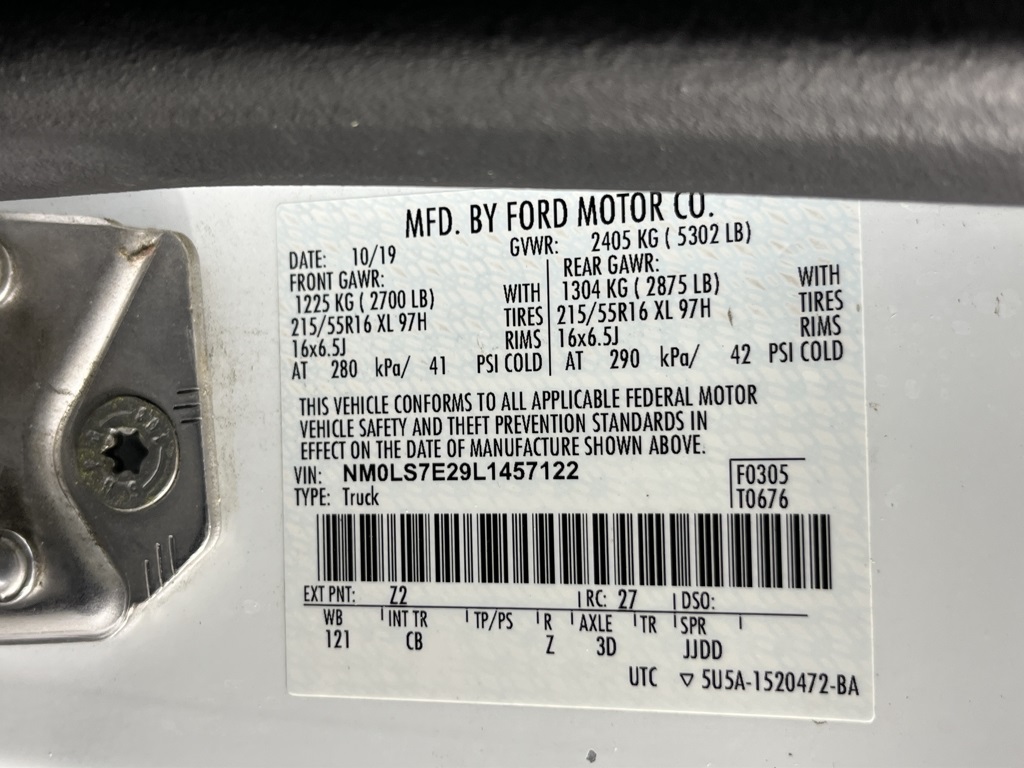 MFD. BY FORD MOTOR CO.
DATE: 10/19 GVWR: 2405 KG ( 5302 LB)
FRONT GAWR: REAR GAWR:
1225 KG ( 2700 LB) WITH 1304 KG ( 2875 LB) WITH
215/55R16 XL 97H TIRES 215/55R16 XL 97H TIRES
16x6.5J RIMS 16x6.5J RIMS
AT 280 kPa/ 41 PSI COLD AT 290 kPa/ 42 PSI COLD
THIS VEHICLE CONFORMS TO ALL APPLICABLE FEDERAL MOTOR
VEHICLE SAFETY AND THEFT PREVENTION STANDARDS IN
EFFECT ON THE DATE OF MANUFACTURE SHOWN ABOVE.
VIN: NM0LS7E29L1457122 F0305
TYPE: Truck T0676
EXT PNT: Z2 RC: 27 DSO:
WB INT TR TP/PS R AXLE TR SPR
121 CB Z 3D JJDD
UTC ▽ 5U5A-1520472-BA